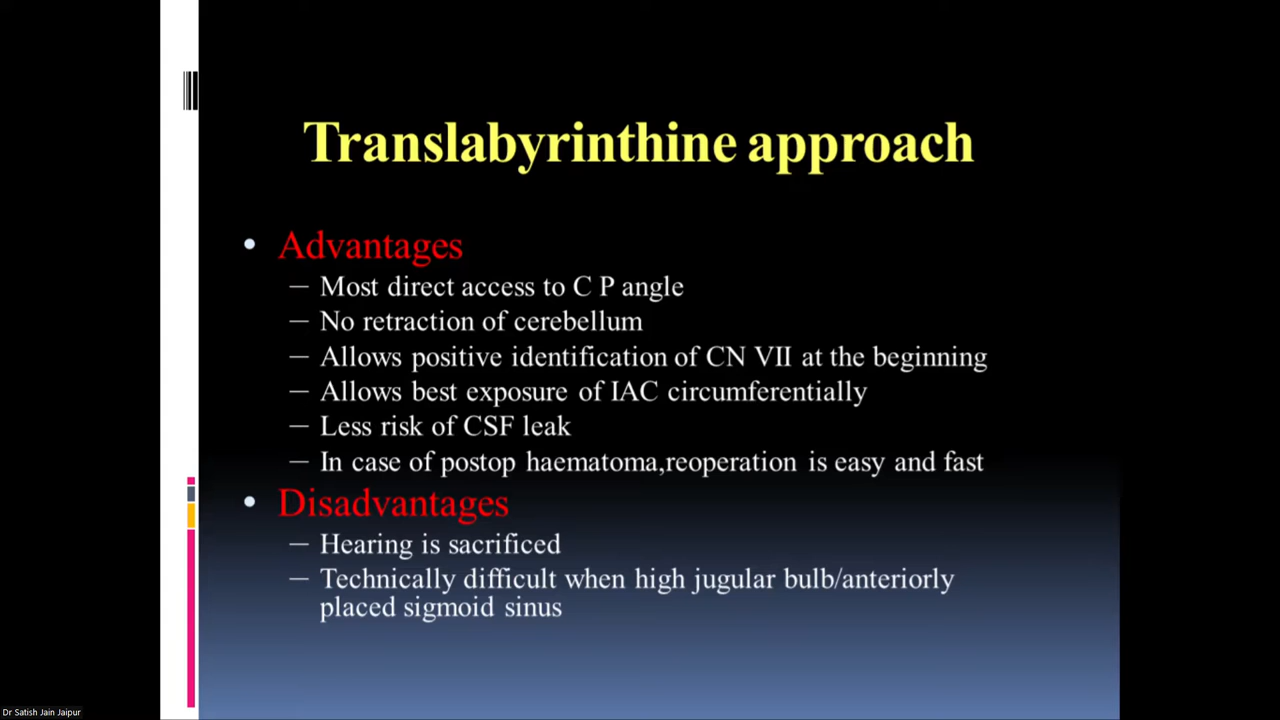 Translabyrinthine approach
• Advantages
– Most direct access to C P angle
– No retraction of cerebellum
– Allows positive identification of CN VII at the beginning
– Allows best exposure of IAC circumferentially
– Less risk of CSF leak
– In case of postop haematoma,reoperation is easy and fast
• Disadvantages
– Hearing is sacrificed
– Technically difficult when high jugular bulb/anteriorly
placed sigmoid sinus
Dr Satish Jain Jaipur